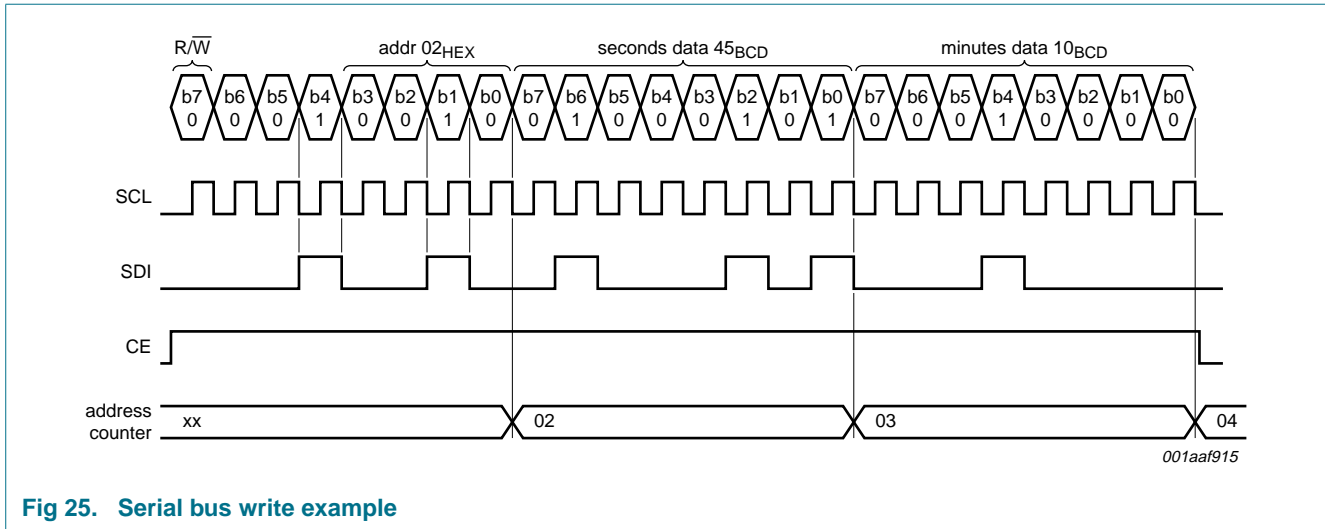 R/W addr 02HEX seconds data 45BCD minutes data 10BCD
b7 b6 b5 b4 b3 b2 b1 b0 b7 b6 b5 b4 b3 b2 b1 b0 b7 b6 b5 b4 b3 b2 b1 b0
0 0 0 1 0 0 1 0 0 1 0 0 0 1 0 1 0 0 0 1 0 0 0 0
SCL
SDI
CE
address
counter
xx 02 03 04
001aaf915
Fig 25. Serial bus write example